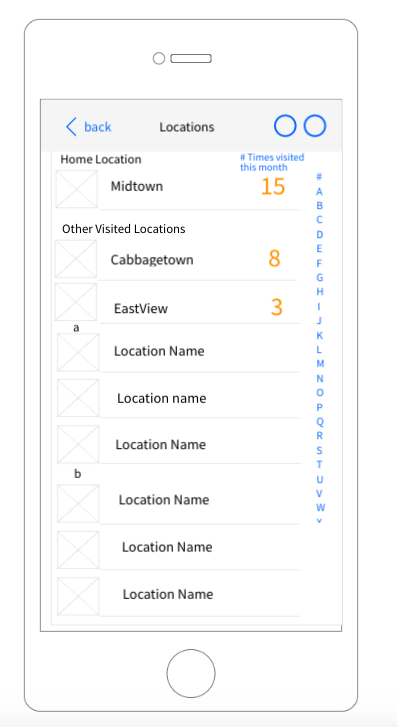 back
Locations
Home Location
# Times visited
this month
Midtown
15
Other Visited Locations
Cabbagetown
8
EastView
3
a
Location Name
Location name
Location Name
b
Location Name
Location Name
Location Name
#
A
B
C
D
E
F
G
H
I
J
K
L
M
N
O
P
Q
R
S
T
U
V
W